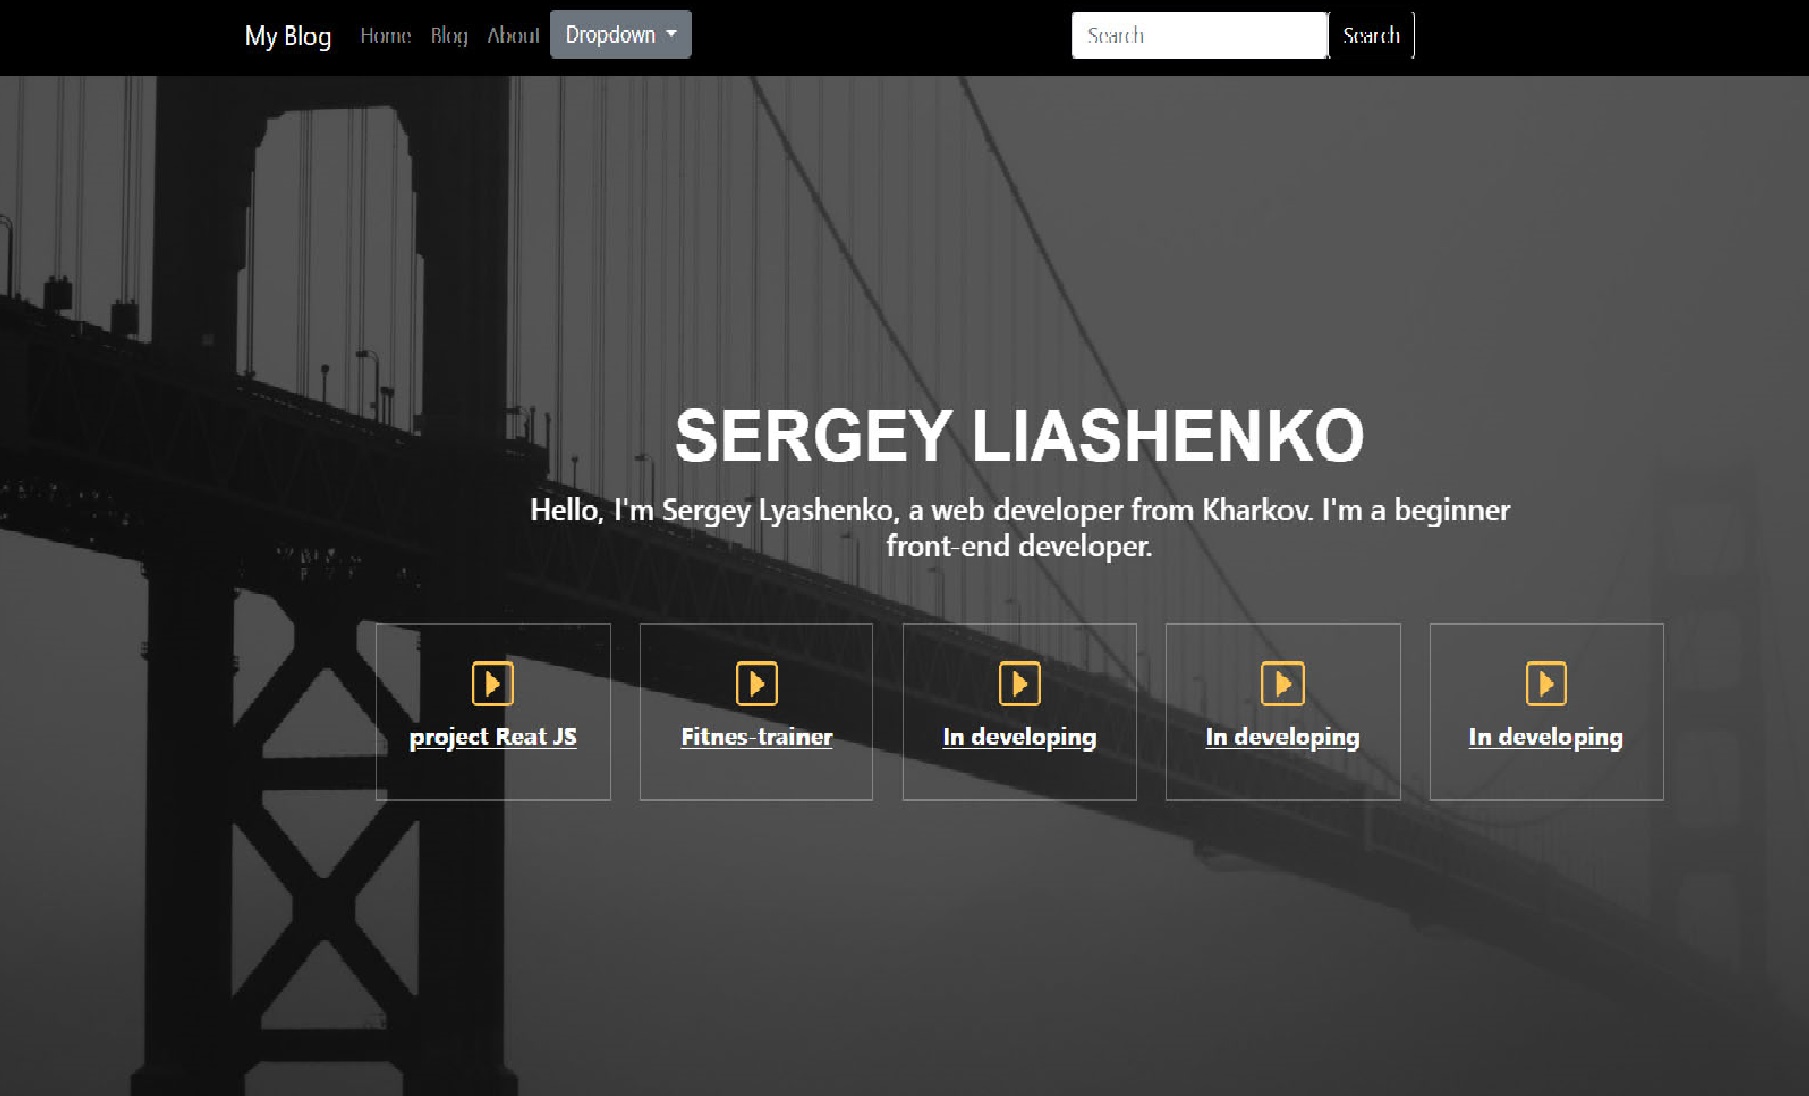 My Blog Home Blog About Dropdown Search Search
SERGEY LIASHENKO
Hello, I'm Sergey Lyashenko, a web developer from Kharkov. I'm a beginner
front-end developer.
project Reat JS Fitnes-trainer In developing In developing In developing